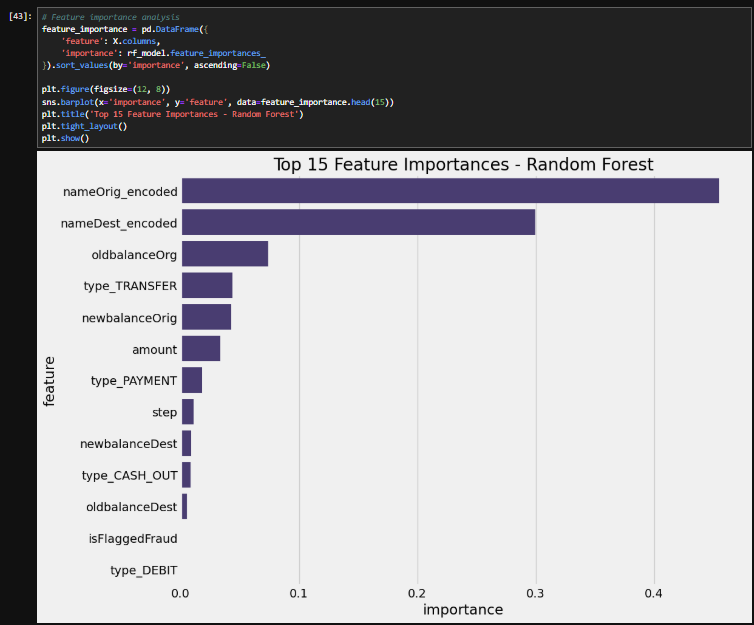 [43]:
# Feature importance analysis
feature_importance = pd.DataFrame({
    'feature': X.columns,
    'importance': rf_model.feature_importances_
}).sort_values(by='importance', ascending=False)

plt.figure(figsize=(12, 8))
sns.barplot(x='importance', y='feature', data=feature_importance.head(15))
plt.title('Top 15 Feature Importances - Random Forest')
plt.tight_layout()
plt.show()
Top 15 Feature Importances - Random Forest
nameOrig_encoded
nameDest_encoded
oldbalanceOrg
type_TRANSFER
newbalanceOrig
amount
type_PAYMENT
step
newbalanceDest
type_CASH_OUT
oldbalanceDest
isFlaggedFraud
type_DEBIT
feature
0.0 0.1 0.2 0.3 0.4
importance